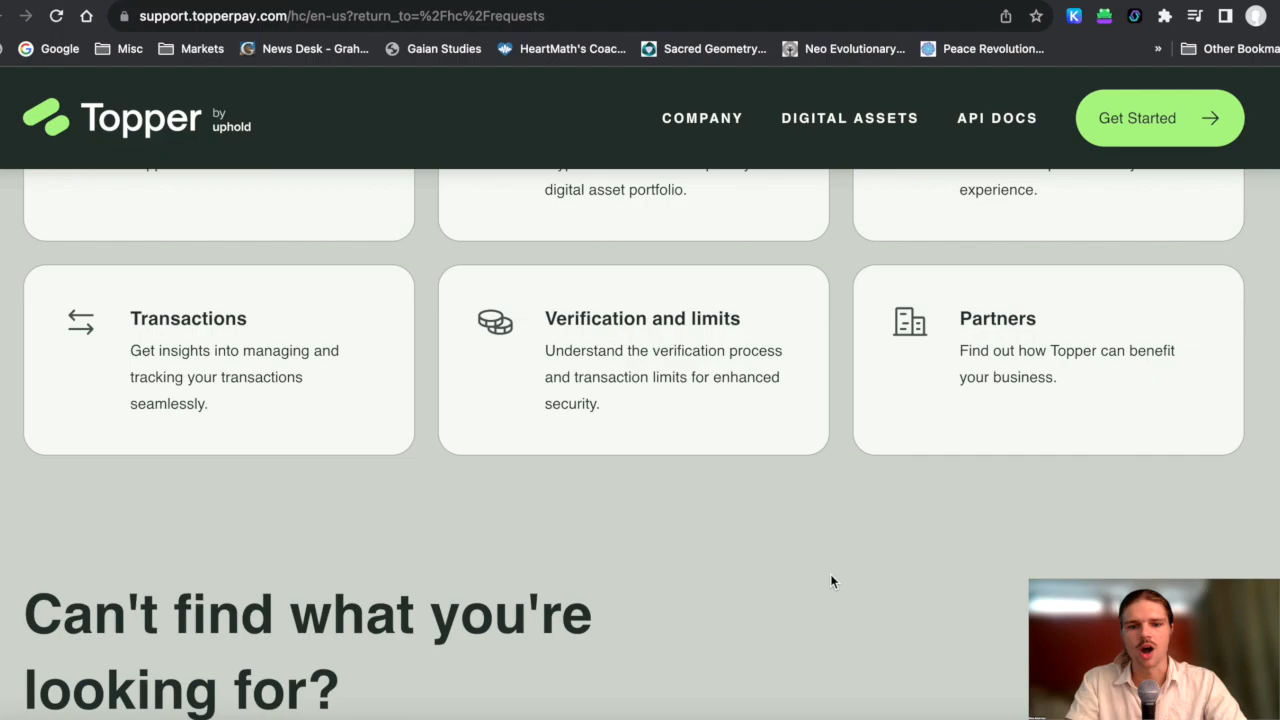 support.topperpay.com/hc/en-us?return_to=%2Fhc%2Frequests
Google Misc Markets News Desk - Grah... Gaian Studies HeartMath's Coac... Sacred Geometry... Neo Evolutionary... Peace Revolution... » Other Bookma
Topper by uphold
COMPANY DIGITAL ASSETS API DOCS Get Started
digital asset portfolio.
experience.
Transactions
Get insights into managing and
tracking your transactions
seamlessly.
Verification and limits
Understand the verification process
and transaction limits for enhanced
security.
Partners
Find out how Topper can benefit
your business.
Can't find what you're
looking for?